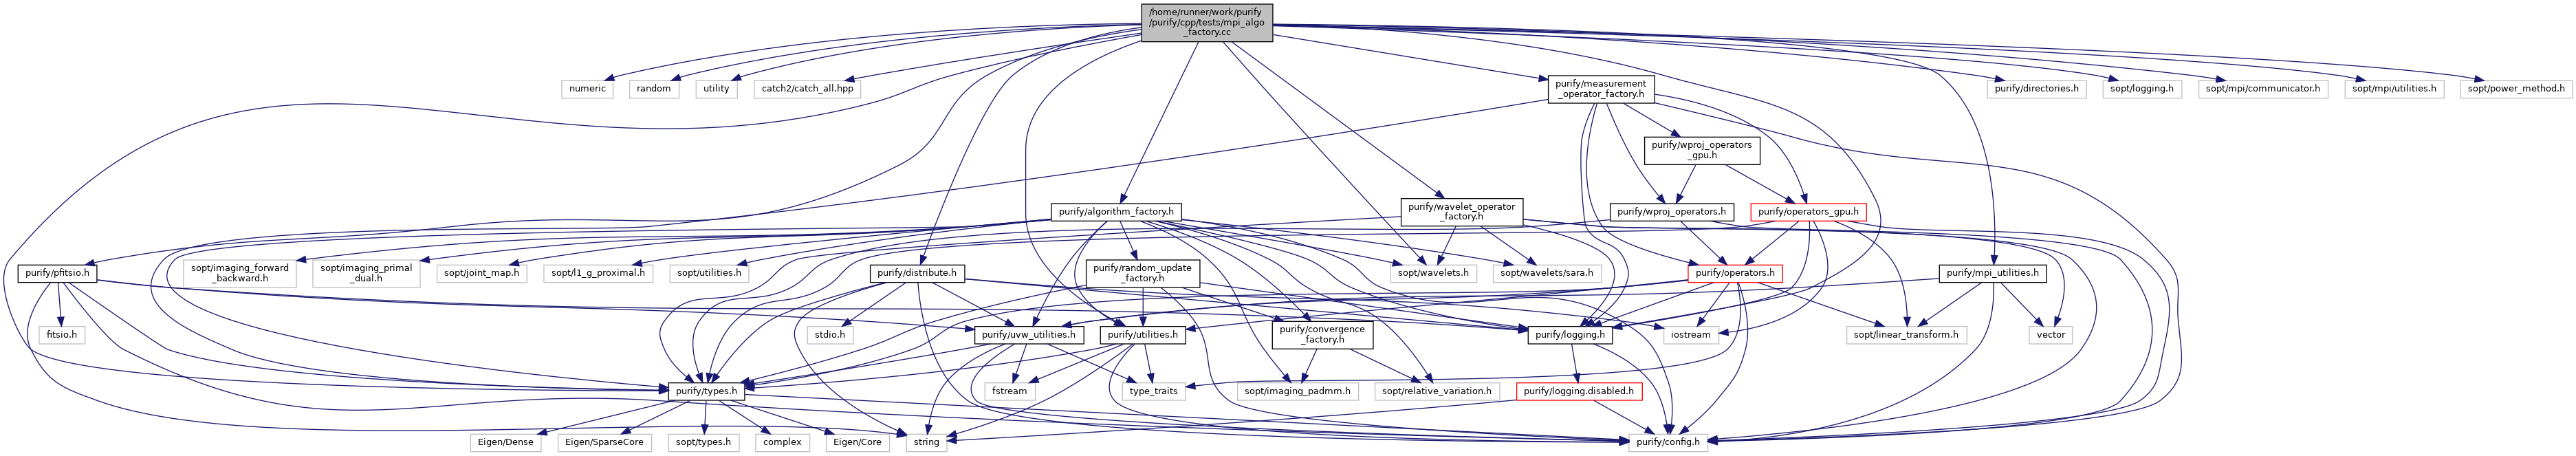 /home/runner/work/purify
/purify/cpp/tests/mpi_algo
_factory.cc
numeric
random
utility
catch2/catch_all.hpp
purify/measurement
_operator_factory.h
purify/directories.h
sopt/logging.h
sopt/mpi/communicator.h
sopt/mpi/utilities.h
sopt/power_method.h
purify/wproj_operators
_gpu.h
purify/algorithm_factory.h
purify/wavelet_operator
_factory.h
purify/wproj_operators.h
purify/operators_gpu.h
purify/pfitsio.h
sopt/imaging_forward
_backward.h
sopt/imaging_primal
_dual.h
sopt/joint_map.h
sopt/l1_g_proximal.h
sopt/utilities.h
purify/distribute.h
purify/random_update
_factory.h
sopt/wavelets.h
sopt/wavelets/sara.h
purify/operators.h
purify/mpi_utilities.h
fitsio.h
stdio.h
purify/uvw_utilities.h
purify/utilities.h
purify/convergence
_factory.h
purify/logging.h
iostream
sopt/linear_transform.h
vector
purify/types.h
fstream
type_traits
sopt/imaging_padmm.h
sopt/relative_variation.h
purify/logging.disabled.h
Eigen/Dense
Eigen/SparseCore
sopt/types.h
complex
Eigen/Core
string
purify/config.h